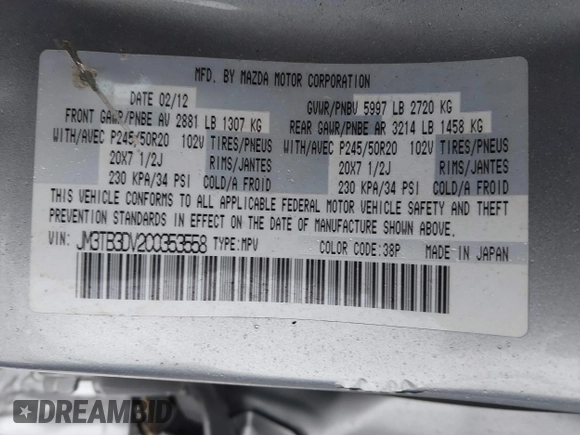 MFD. BY MAZDA MOTOR CORPORATION
DATE 02/12 GVWR/PNBV 5997 LB 2720 KG
FRONT GAWR/PNBE AV 2881 LB 1307 KG REAR GAWR/PNBE AR 3214 LB 1458 KG
WITH/AVEC P245/50R20 102V TIRES/PNEUS WITH/AVEC P245/50R20 102V TIRES/PNEUS
20X7 1/2J RIMS/JANTES 20X7 1/2J RIMS/JANTES
230 KPA/34 PSI COLD/A FROID 230 KPA/34 PSI COLD/A FROID
THIS VEHICLE CONFORMS TO ALL APPLICABLE FEDERAL MOTOR VEHICLE SAFETY AND THEFT
PREVENTION STANDARDS IN EFFECT ON THE DATE OF MANUFACTURE SHOWN ABOVE.
VIN: JM3TB3DV2C0353558 TYPE:MPV COLOR CODE:38P MADE IN JAPAN
DREAMBID